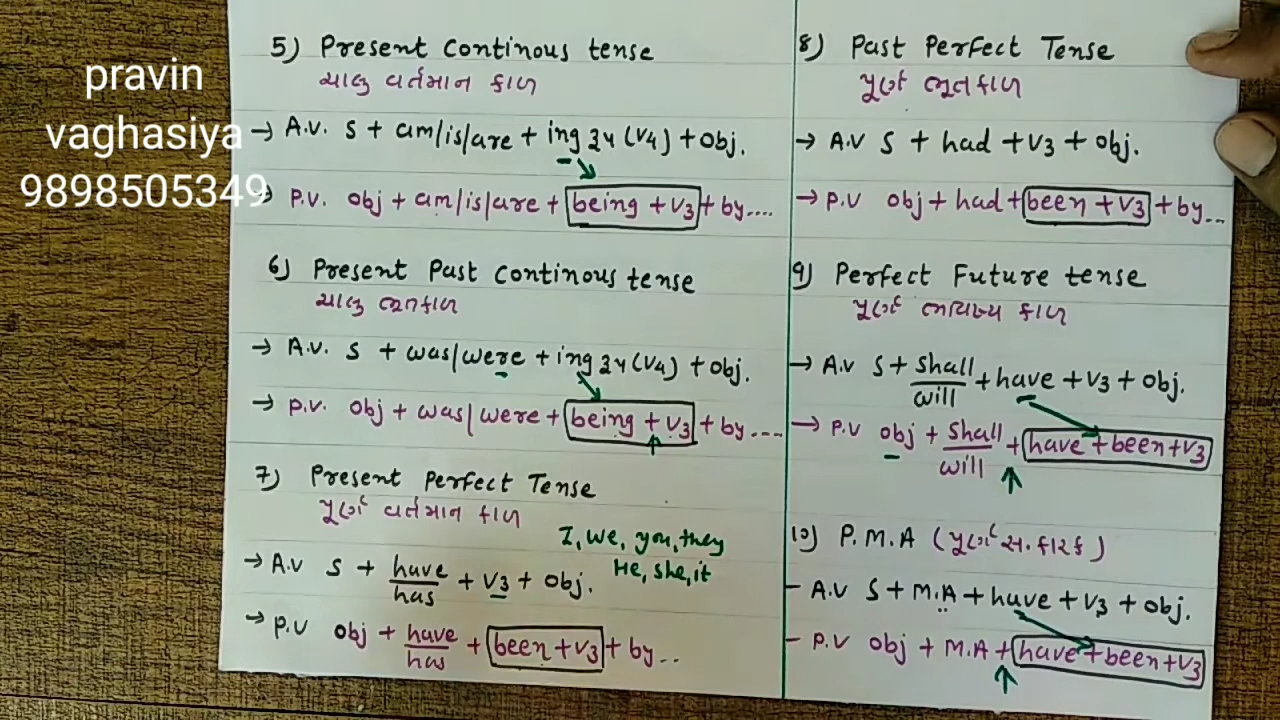 pravin
vaghasiya
9898505349
5) Present Continous tense
ચાલુ વર્તમાન કાળ
→ A.V. S + am/is/are + ing રૂપ (V4) + Obj.
→ P.V. Obj + am/is/are + being + V3 + by....
6) Present Past Continous tense
ચાલુ ભૂતકાળ
→ A.V. S + was/were + ing રૂપ (V4) + Obj.
→ P.V. Obj + was/were + being + V3 + by....
7) Present Perfect Tense
પૂર્ણ વર્તમાન કાળ
I, we, you, they
He, she, it
→ A.V S + have/has + V3 + Obj.
→ P.V Obj + have/has + been + V3 + by..
8) Past Perfect Tense
પૂર્ણ ભૂતકાળ
→ A.V S + had + V3 + Obj.
→ P.V Obj + had + been + V3 + by...
9) Perfect Future tense
પૂર્ણ ભવિષ્ય કાળ
→ A.V S + Shall/will + have + V3 + Obj.
→ P.V Obj + Shall/will + have + been + V3
10) P.M.A (પૂર્ણ સ.કારક)
- A.V S + M.A + have + V3 + Obj.
- P.V Obj + M.A + have + been + V3